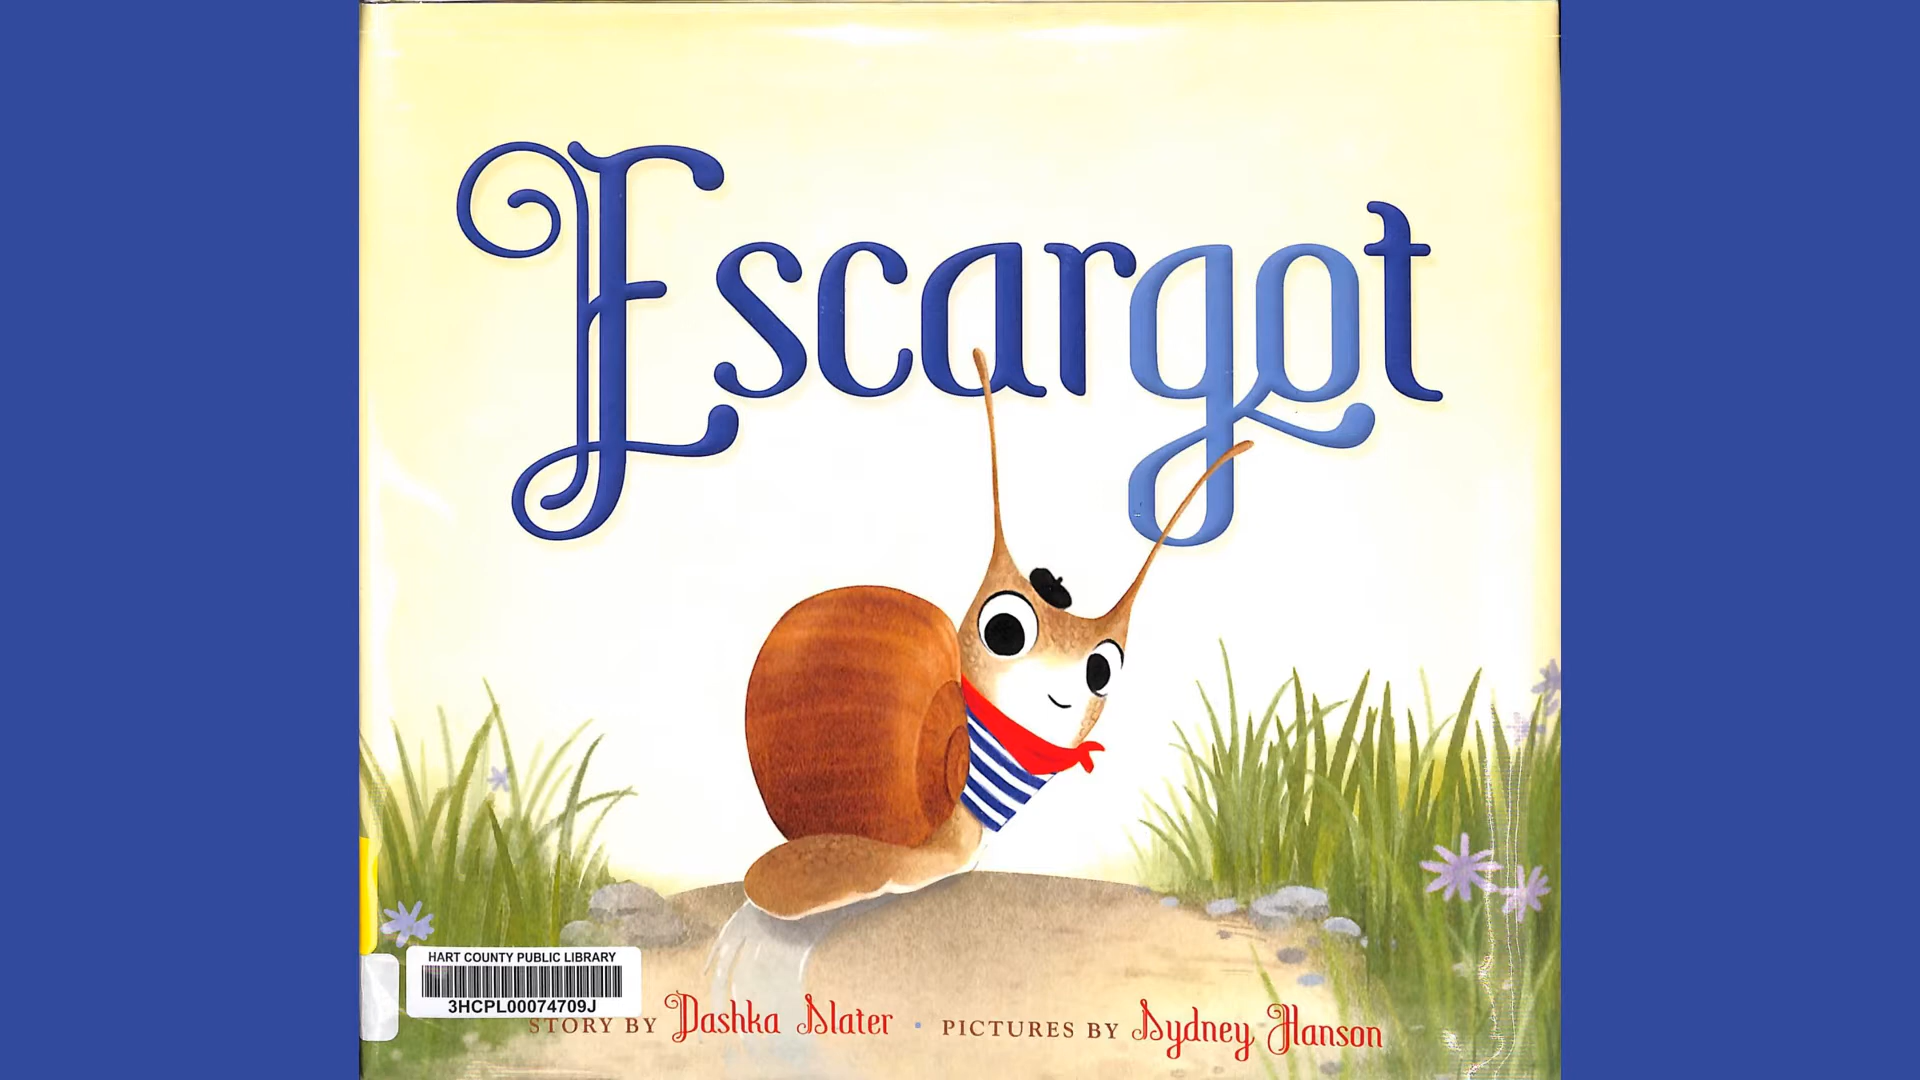 Escargot
HART COUNTY PUBLIC LIBRARY
3HCPL00074709J
STORY BY Dashka Slater • PICTURES BY Sydney Hanson